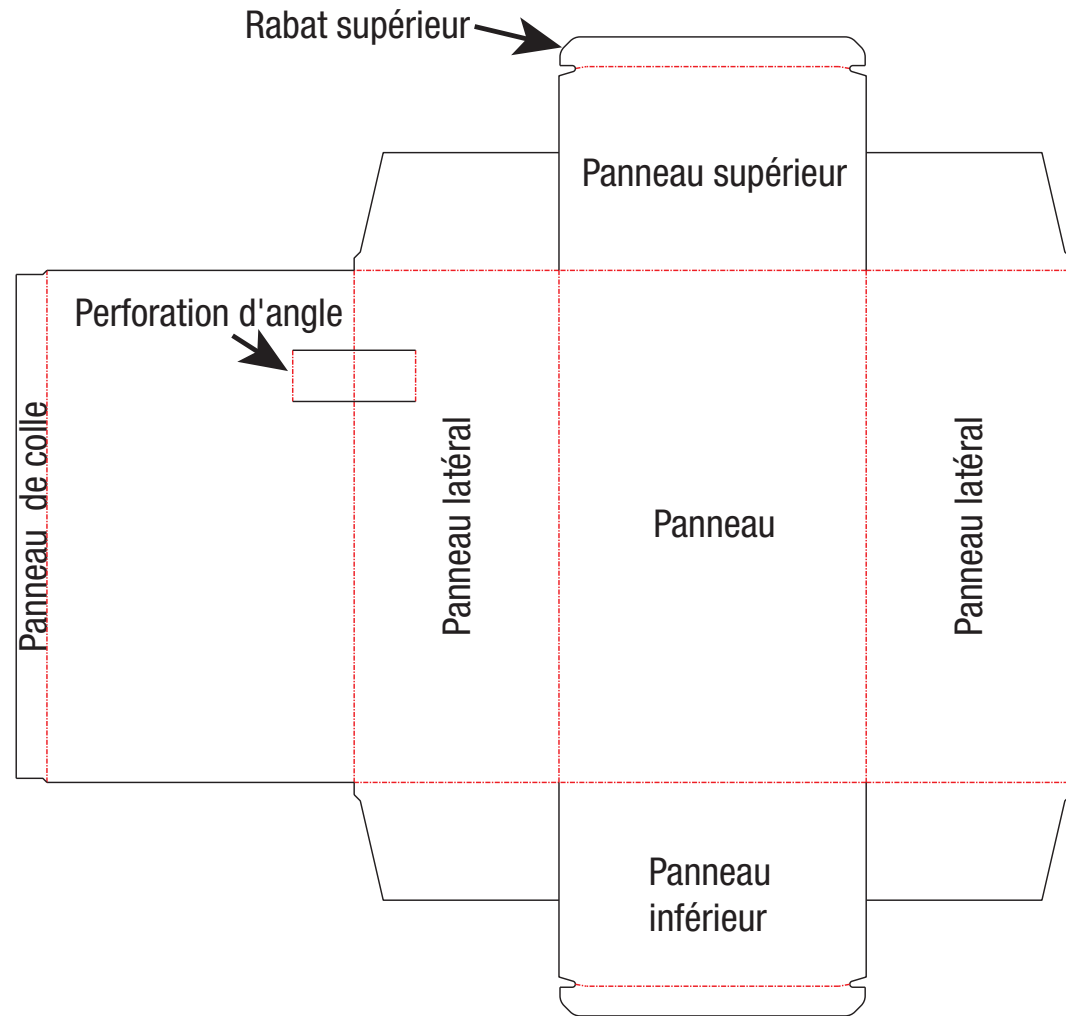 Rabat supérieur
Panneau supérieur
Perforation d'angle
Panneau de colle
Panneau latéral
Panneau
Panneau latéral
Panneau
inférieur